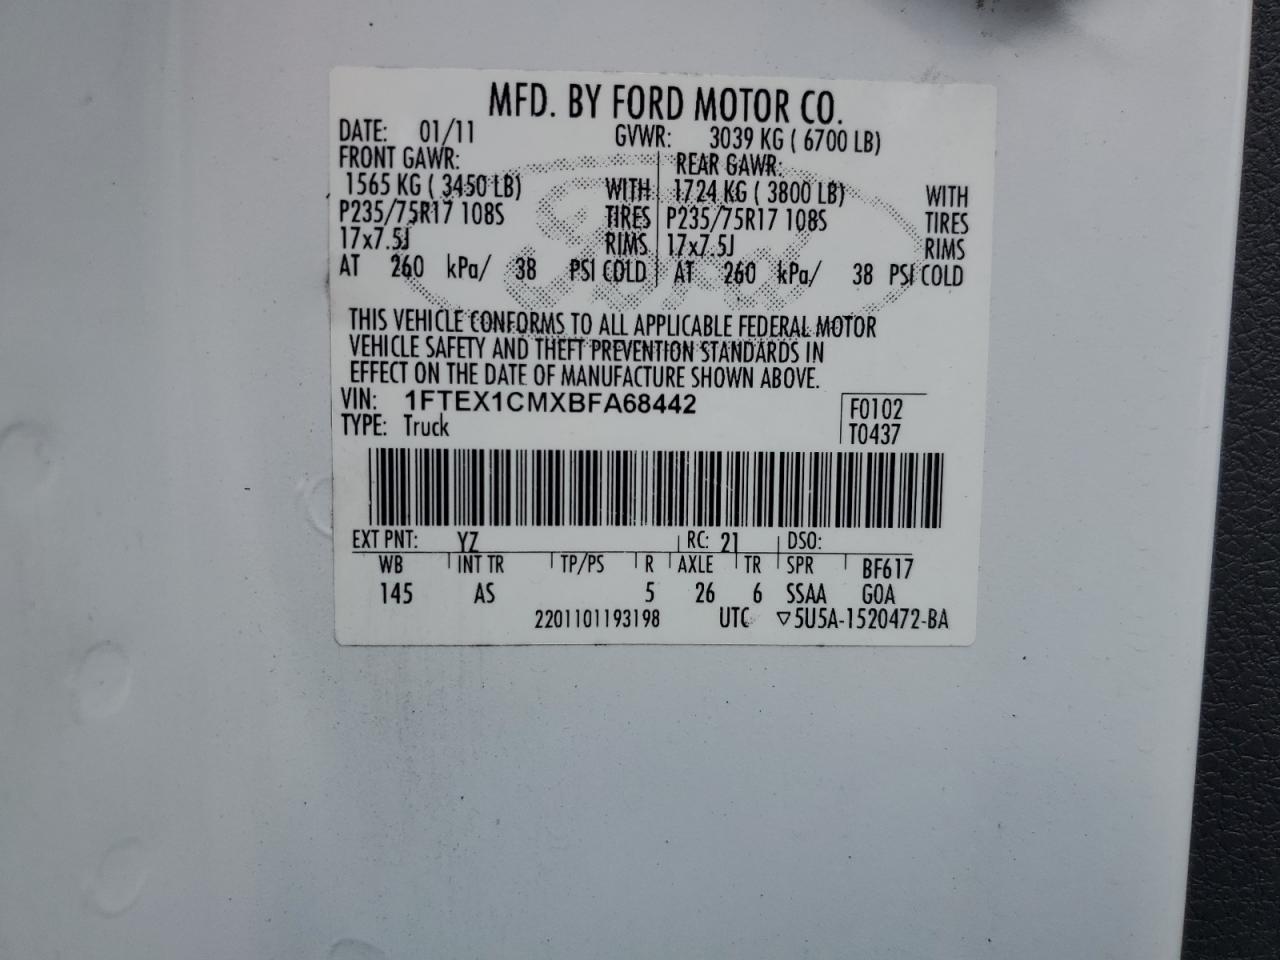 MFD. BY FORD MOTOR CO.
DATE: 01/11 GVWR: 3039 KG ( 6700 LB)
FRONT GAWR: REAR GAWR:
1565 KG ( 3450 LB) WITH 1724 KG ( 3800 LB) WITH
P235/75R17 108S TIRES P235/75R17 108S TIRES
17x7.5J RIMS 17x7.5J RIMS
AT 260 kPa/ 38 PSI COLD AT 260 kPa/ 38 PSI COLD
THIS VEHICLE CONFORMS TO ALL APPLICABLE FEDERAL MOTOR
VEHICLE SAFETY AND THEFT PREVENTION STANDARDS IN
EFFECT ON THE DATE OF MANUFACTURE SHOWN ABOVE.
VIN: 1FTEX1CMXBFA68442 F0102
TYPE: Truck T0437
EXT PNT: YZ RC: 21 DSO:
WB INT TR TP/PS R AXLE TR SPR BF617
145 AS 5 26 6 SSAA GOA
2201101193198 UTC ▽5U5A-1520472-BA